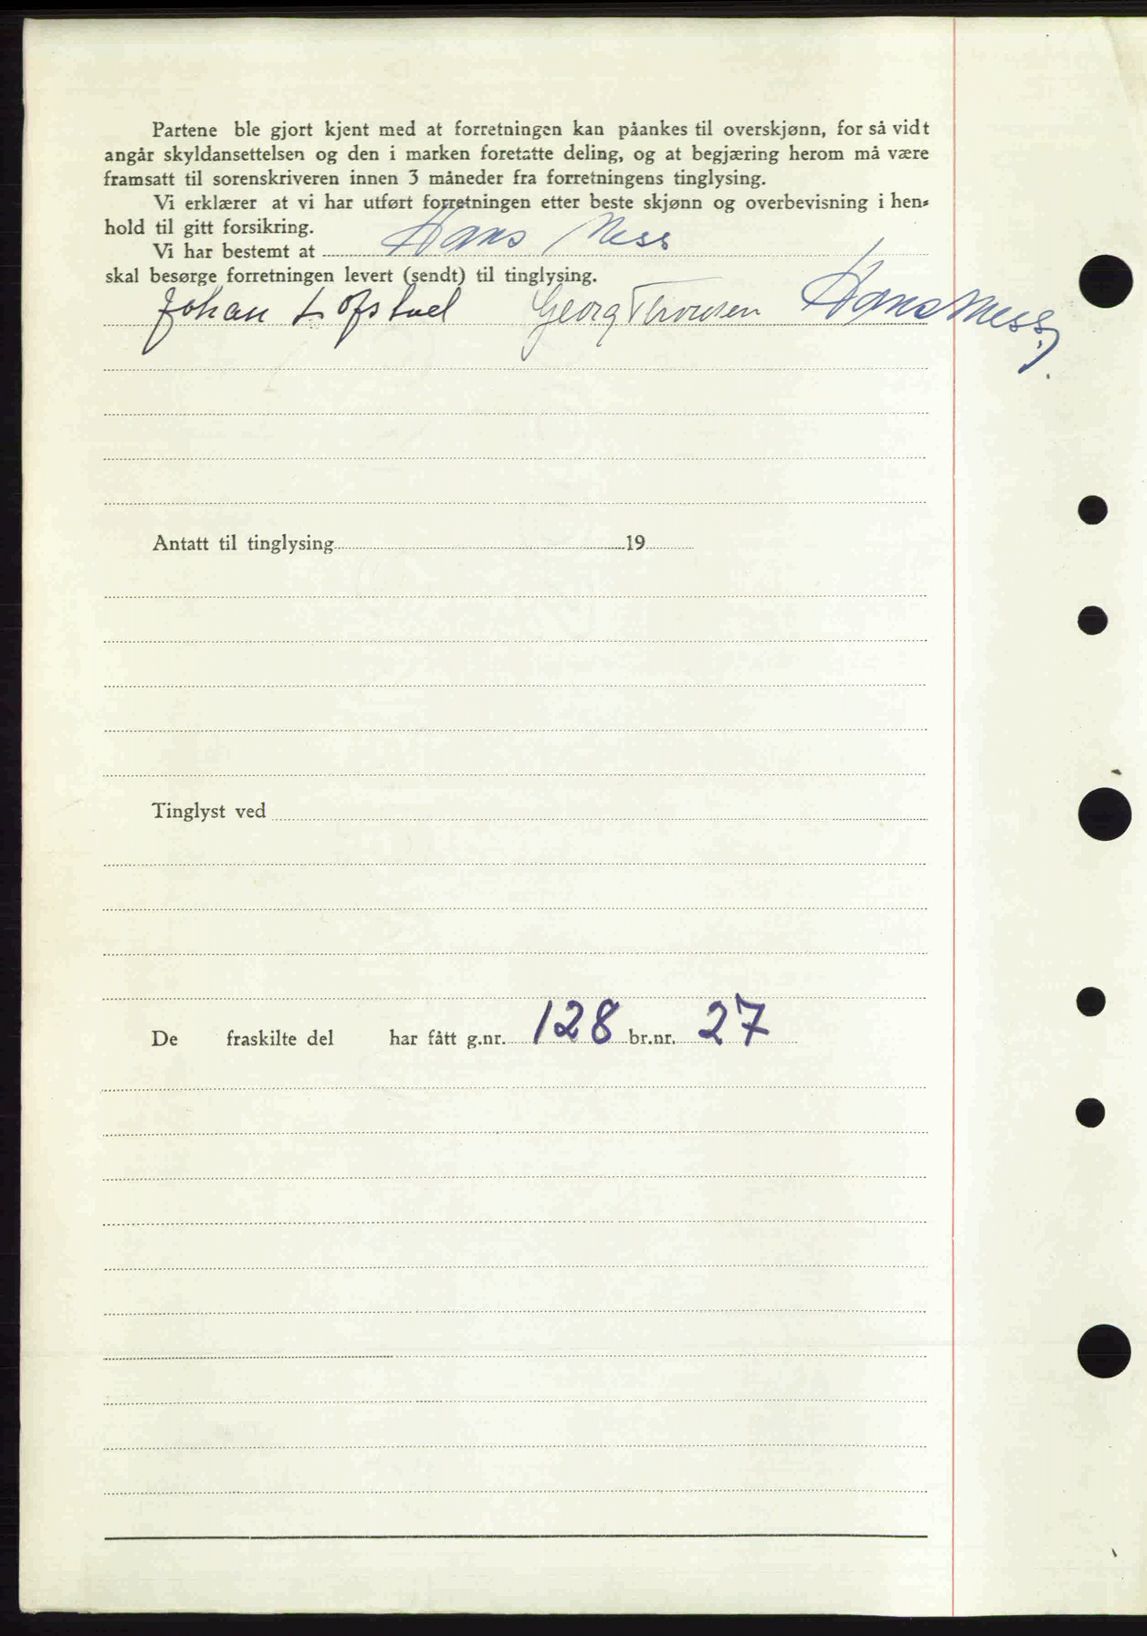 Partene ble gjort kjent med at forretningen kan påankes til overskjønn, for så vidt
angår skyldansettelsen og den i marken foretatte deling, og at begjæring herom må være
framsatt til sorenskriveren innen 3 måneder fra forretningens tinglysing.
Vi erklærer at vi har utført forretningen etter beste skjønn og overbevisning i hen-
hold til gitt forsikring.
Vi har bestemt at Hans Ness
skal besørge forretningen levert (sendt) til tinglysing.
Johan Lofstad Georg Thoresen Hans Ness
Antatt til tinglysing 19
Tinglyst ved
De fraskilte del har fått g.nr. 128 br.nr. 27